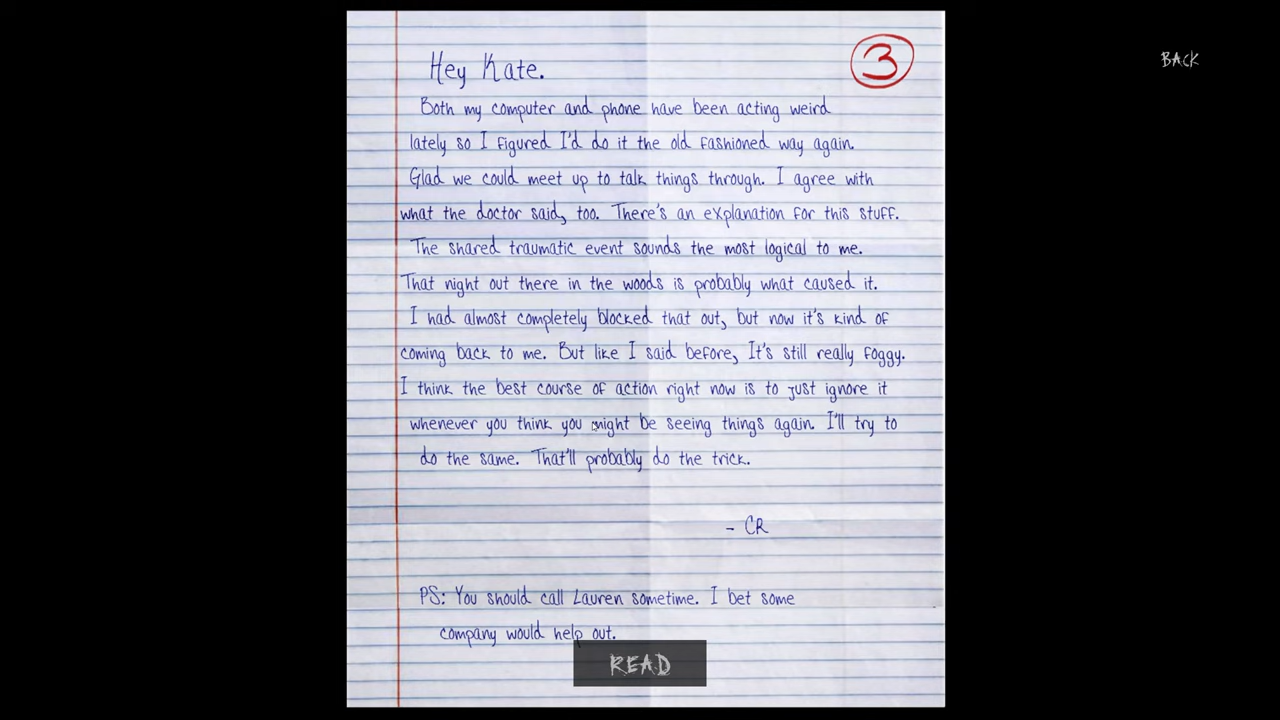 3
BACK
Hey Kate.
Both my computer and phone have been acting weird
lately so I figured I'd do it the old fashioned way again.
Glad we could meet up to talk things through. I agree with
what the doctor said, too. There's an explanation for this stuff.
The shared traumatic event sounds the most logical to me.
That night out there in the woods is probably what caused it.
I had almost completely blocked that out, but now it's kind of
coming back to me. But like I said before, It's still really foggy.
I think the best course of action right now is to just ignore it
whenever you think you might be seeing things again. I'll try to
do the same. That'll probably do the trick.
- CR
PS: You should call Lauren sometime. I bet some
company would help out.
READ